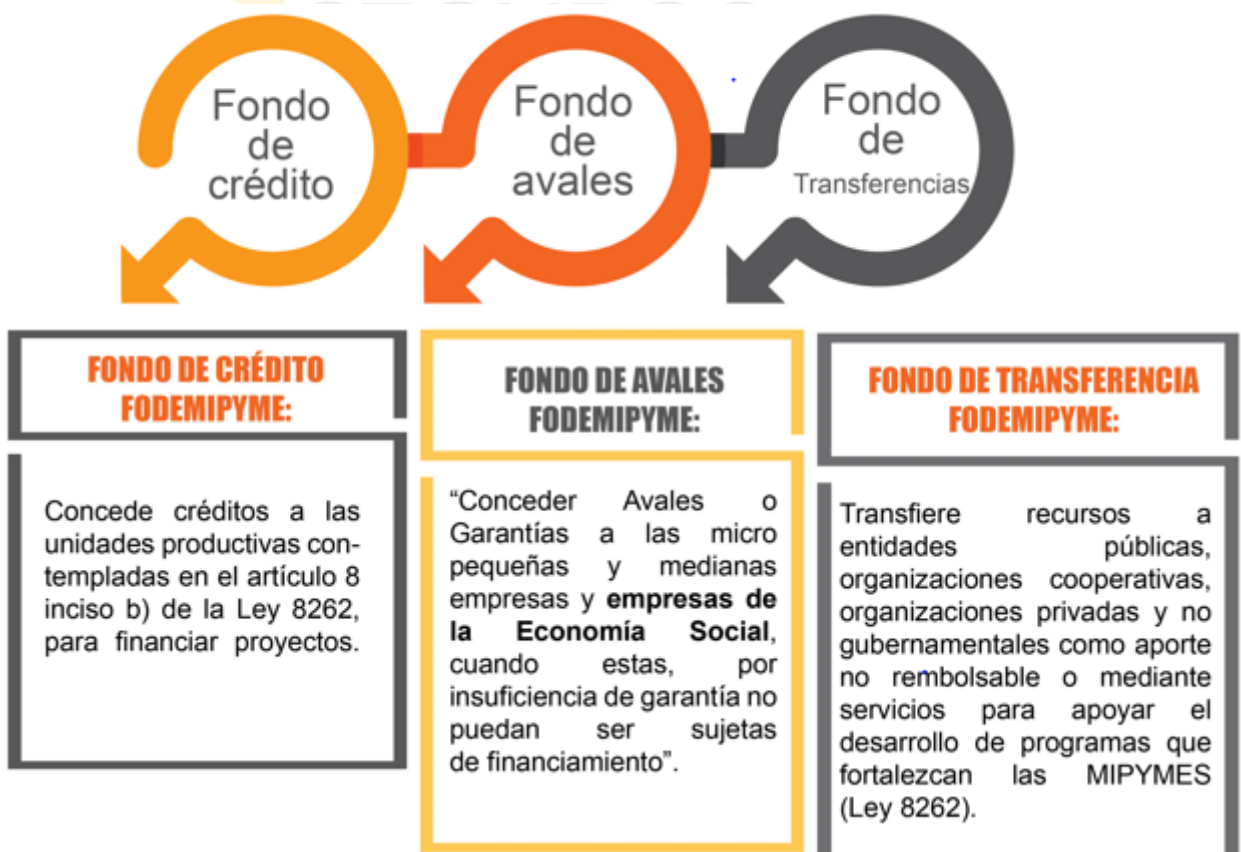 Fondo
de
crédito
Fondo
de
avales
Fondo
de
Transferencias
FONDO DE CRÉDITO
FODEMIPYME:
Concede créditos a las
unidades productivas con-
templadas en el artículo 8
inciso b) de la Ley 8262,
para financiar proyectos.
FONDO DE AVALES
FODEMIPYME:
“Conceder Avales o
Garantías a las micro
pequeñas y medianas
empresas y empresas de
la Economía Social,
cuando estas, por
insuficiencia de garantía no
puedan ser sujetas
de financiamiento”.
FONDO DE TRANSFERENCIA
FODEMIPYME:
Transfiere recursos a
entidades públicas,
organizaciones cooperativas,
organizaciones privadas y no
gubernamentales como aporte
no rembolsable o mediante
servicios para apoyar el
desarrollo de programas que
fortalezcan las MIPYMES
(Ley 8262).